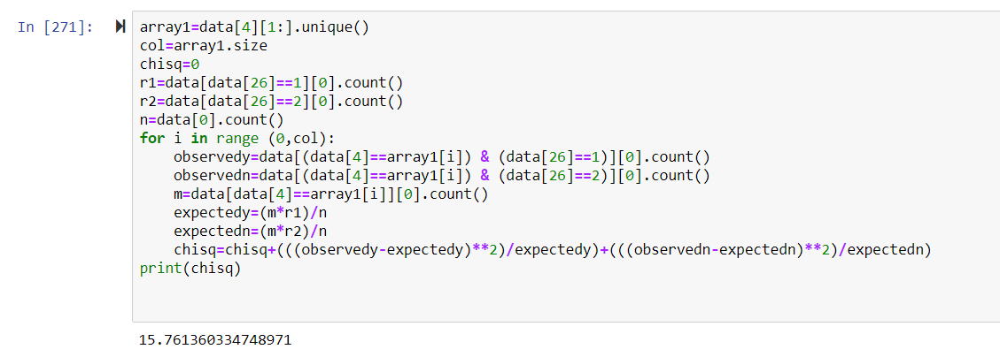 In [271]:
array1=data[4][1:].unique()
col=array1.size
chisq=0
r1=data[data[26]==1][0].count()
r2=data[data[26]==2][0].count()
n=data[0].count()
for i in range (0,col):
    observedy=data[(data[4]==array1[i]) & (data[26]==1)][0].count()
    observedn=data[(data[4]==array1[i]) & (data[26]==2)][0].count()
    m=data[data[4]==array1[i]][0].count()
    expectedy=(m*r1)/n
    expectedn=(m*r2)/n
    chisq=chisq+(((observedy-expectedy)**2)/expectedy)+(((observedn-expectedn)**2)/expectedn)
print(chisq)
15.761360334748971